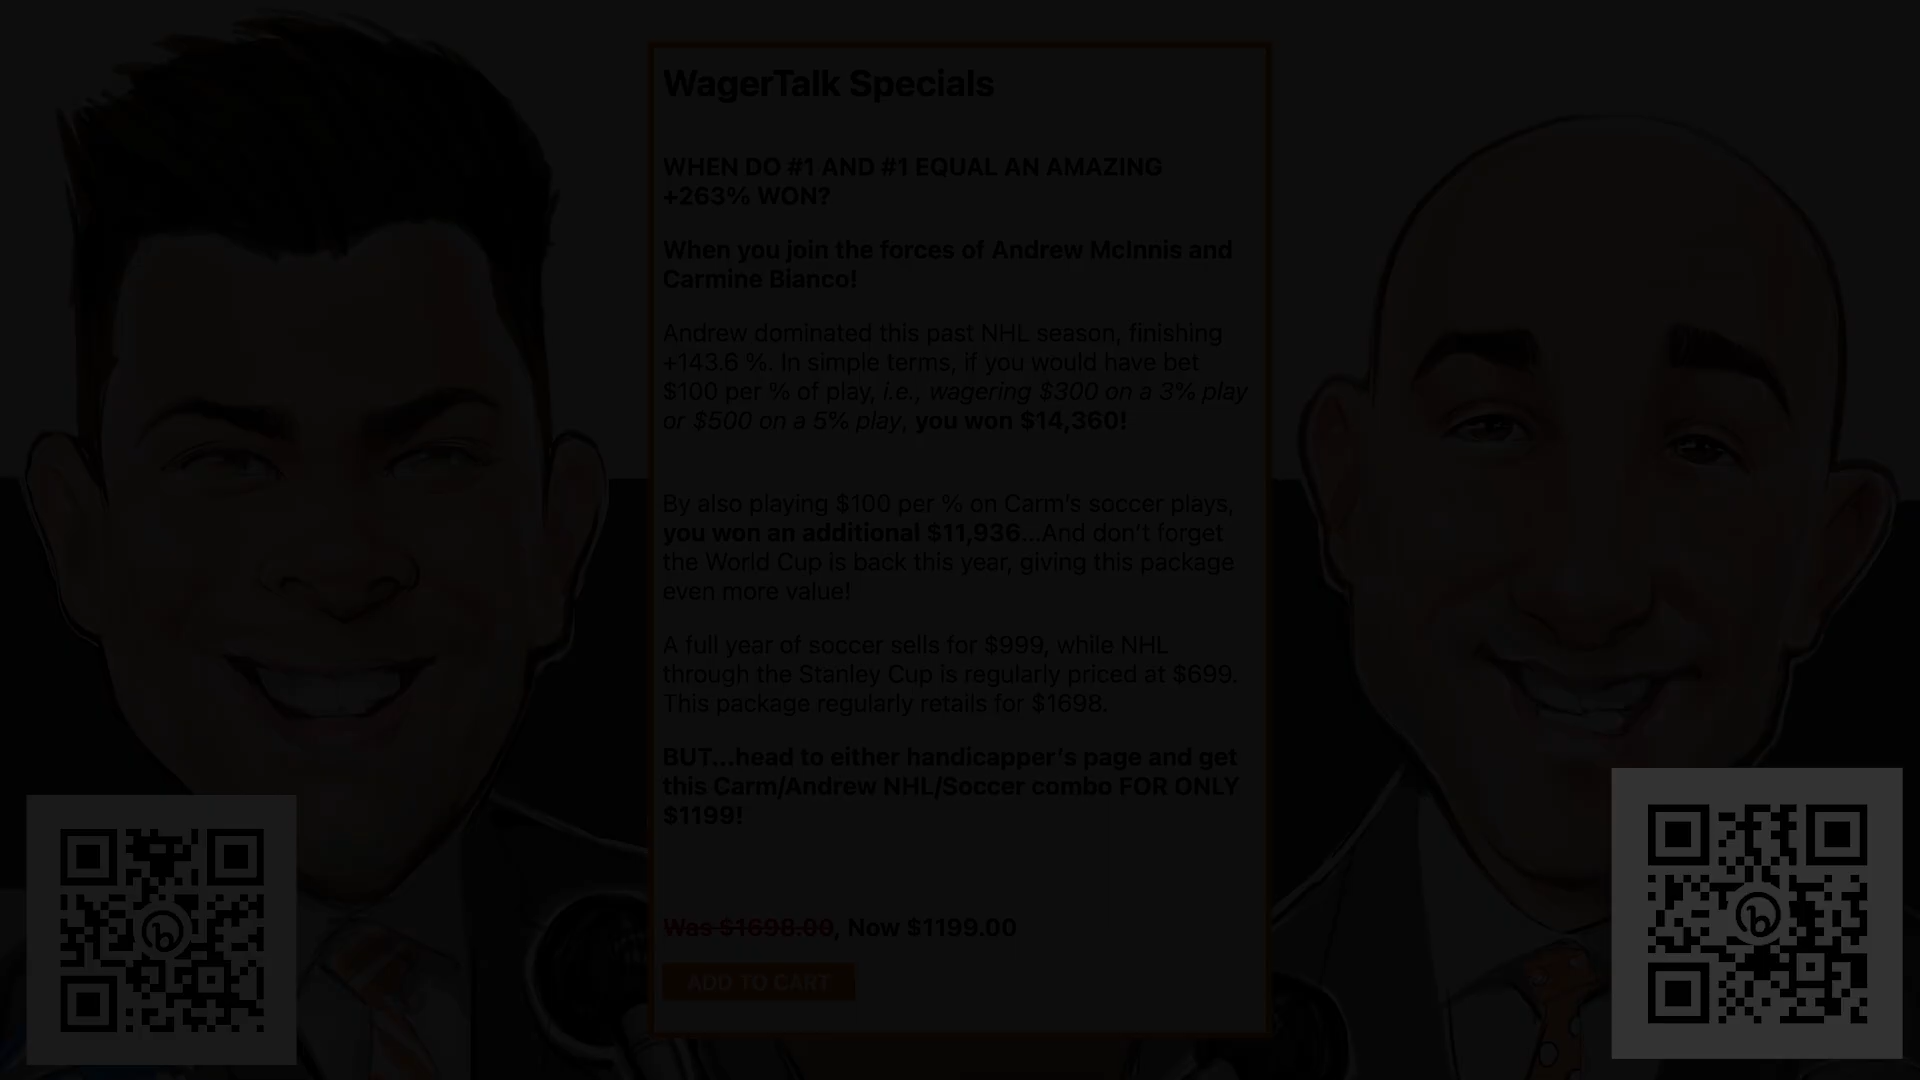 WagerTalk Specials
WHEN DO #1 AND #1 EQUAL AN AMAZING
+263% WON?
When you join the forces of Andrew McInnis and
Carmine Bianco!
Andrew dominated this past NHL season, finishing
+143.6 %. In simple terms, if you would have bet
$100 per % of play, i.e., wagering $300 on a 3% play
or $500 on a 5% play, you won $14,360!
By also playing $100 per % on Carm's soccer plays,
you won an additional $11,936...And don't forget
the World Cup is back this year, giving this package
even more value!
A full year of soccer sells for $999, while NHL
through the Stanley Cup is regularly priced at $699.
This package regularly retails for $1698.
BUT...head to either handicapper's page and get
this Carm/Andrew NHL/Soccer combo FOR ONLY
$1199!
Was $1698.00, Now $1199.00
ADD TO CART
b
b